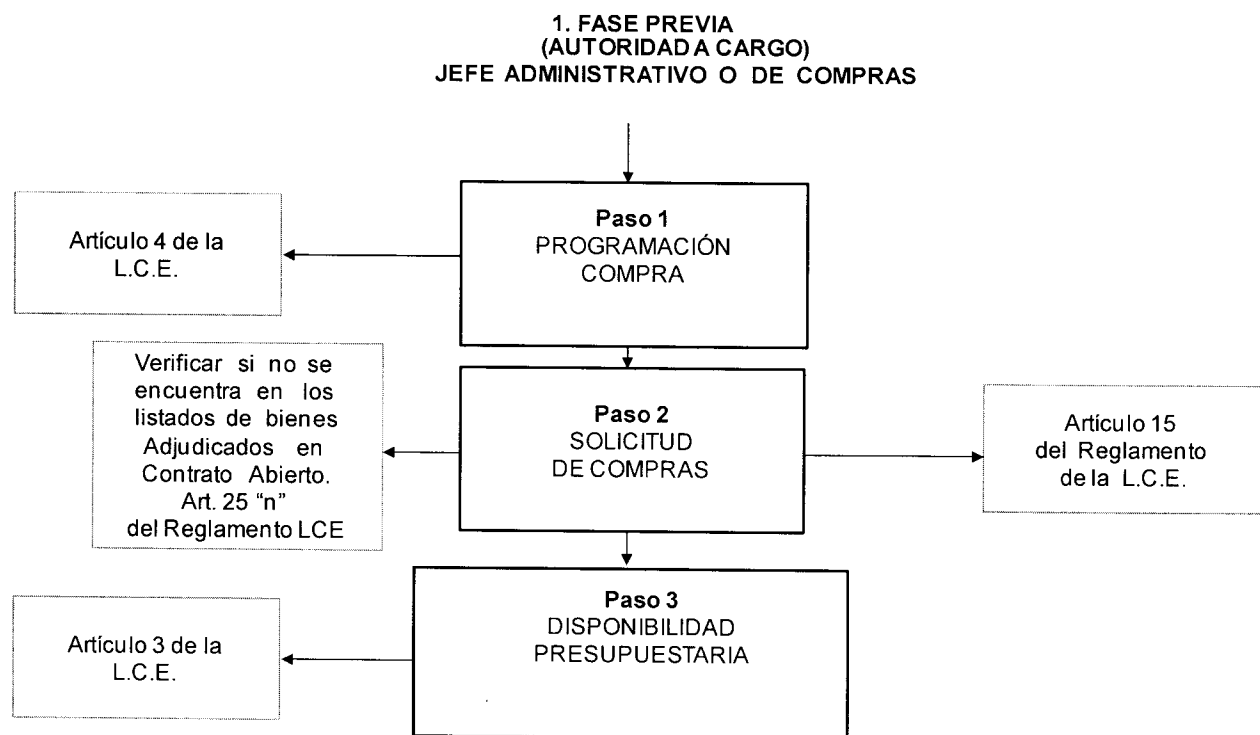 1. FASE PREVIA
(AUTORIDAD A CARGO)
JEFE ADMINISTRATIVO O DE COMPRAS
Paso 1
PROGRAMACIÓN
COMPRA
Artículo 4 de la
L.C.E.
Verificar si no se
encuentra en los
listados de bienes
Adjudicados en
Contrato Abierto.
Art. 25 “n”
del Reglamento LCE
Paso 2
SOLICITUD
DE COMPRAS
Artículo 15
del Reglamento
de la L.C.E.
Paso 3
DISPONIBILIDAD
PRESUPUESTARIA
Artículo 3 de la
L.C.E.